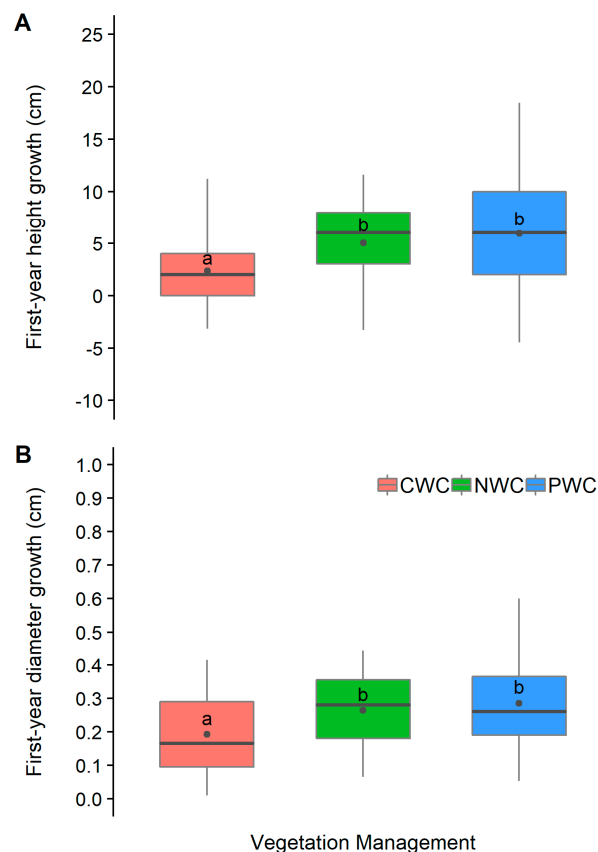 A
First-year height growth (cm)
25
20
15
10
5
0
-5
-10
a
b
b
B
First-year diameter growth (cm)
1.0
0.9
0.8
0.7
0.6
0.5
0.4
0.3
0.2
0.1
0.0
CWC NWC PWC
a
b
b
Vegetation Management